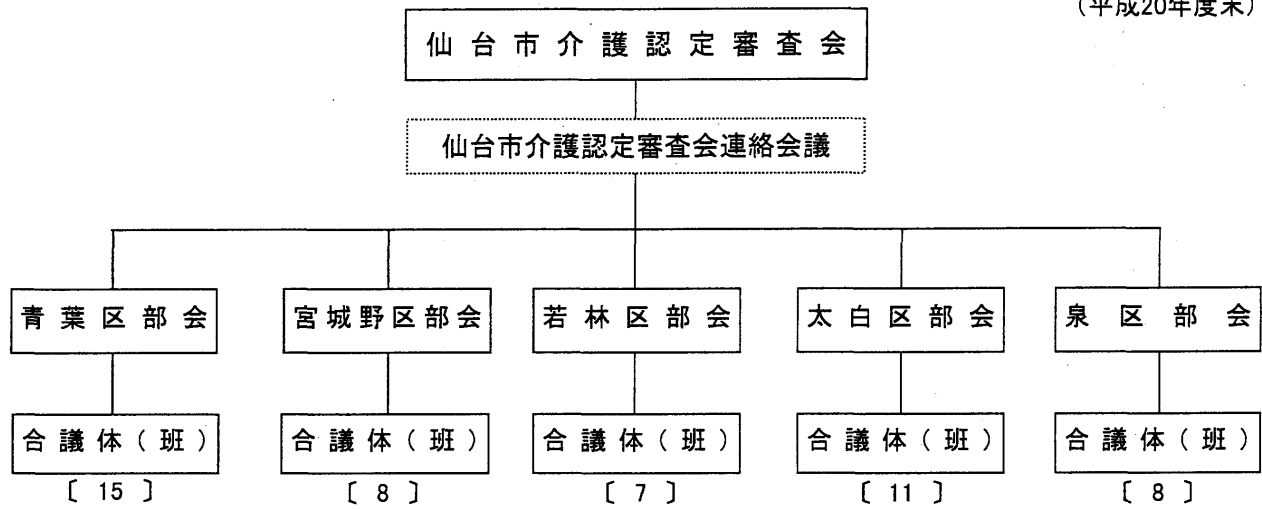 （平成20年度末）
仙台市介護認定審査会
仙台市介護認定審査会連絡会議
青葉区部会 宮城野区部会 若林区部会 太白区部会 泉区部会
合議体（班） 合議体（班） 合議体（班） 合議体（班） 合議体（班）
〔 15 〕 〔 8 〕 〔 7 〕 〔 11 〕 〔 8 〕